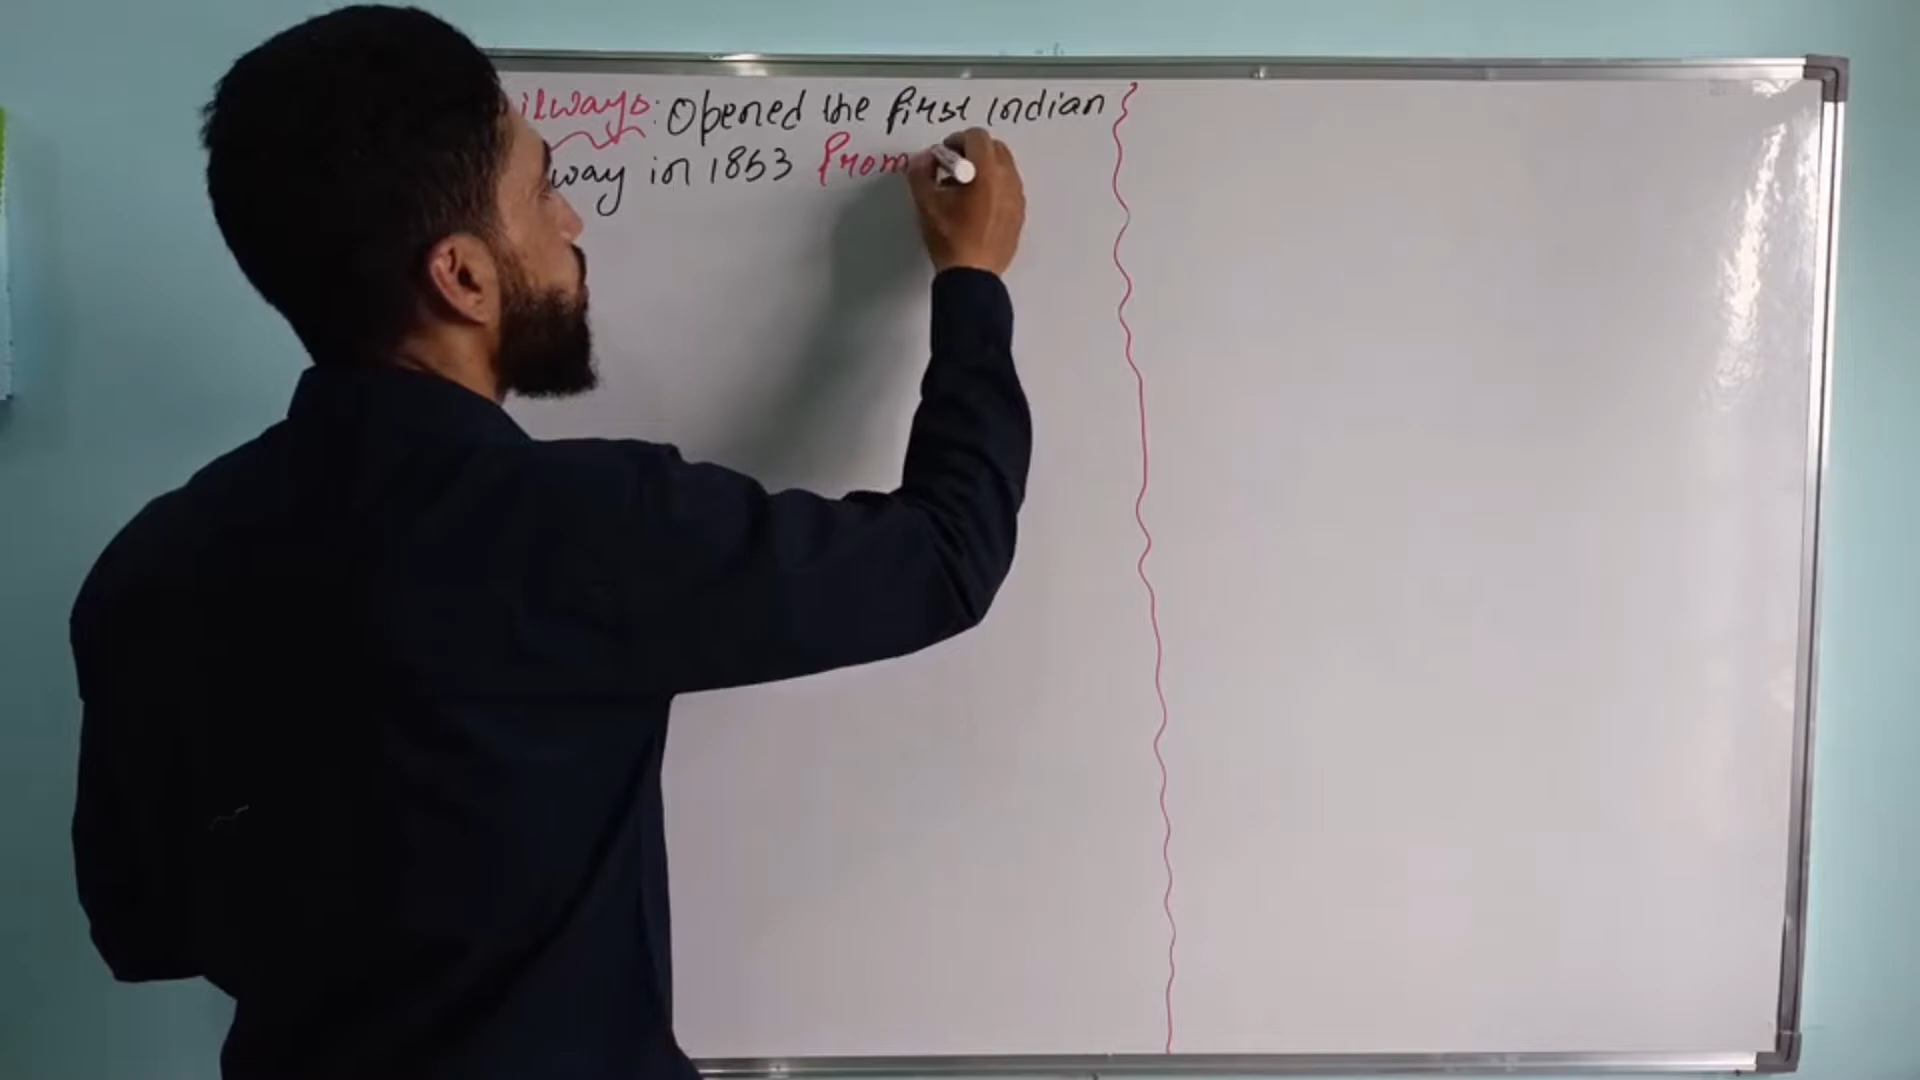 ilways: Opened the first Indian
way in 1853 from